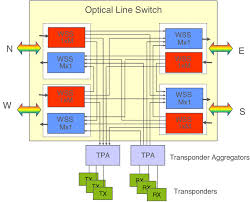 Optical Line Switch
WSS
Mx1
N
WSS
Mx1
E
WSS
Mx1
W
WSS
Mx1
S
TPA
TPA
Transponder Aggregators
TX
TX
TX
RX
RX
RX
Transponders